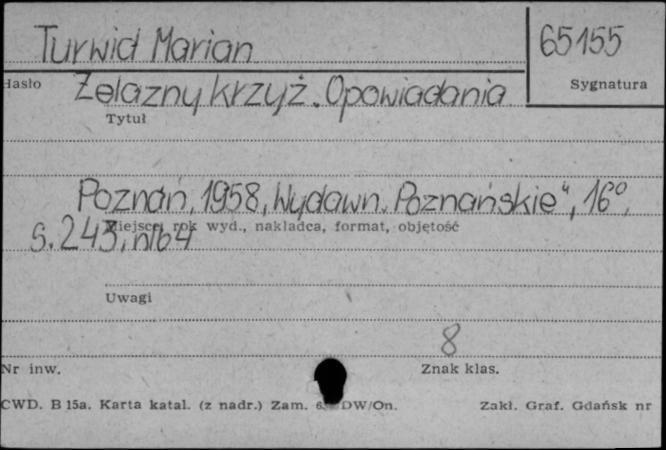 Turwid Marian 65155
Hasło Żelazny krzyż. Opowiadania Sygnatura
Tytuł
Poznań, 1958, Wydawn. Poznańskie", 16°,
Miejsce, rok wyd., nakładca, format, objętość
s. 243, nlb4
Uwagi
8
Nr inw. Znak klas.
CWD. B 15a. Karta katal. (z nadr.) Zam. DW/On. Zakł. Graf. Gdańsk nr